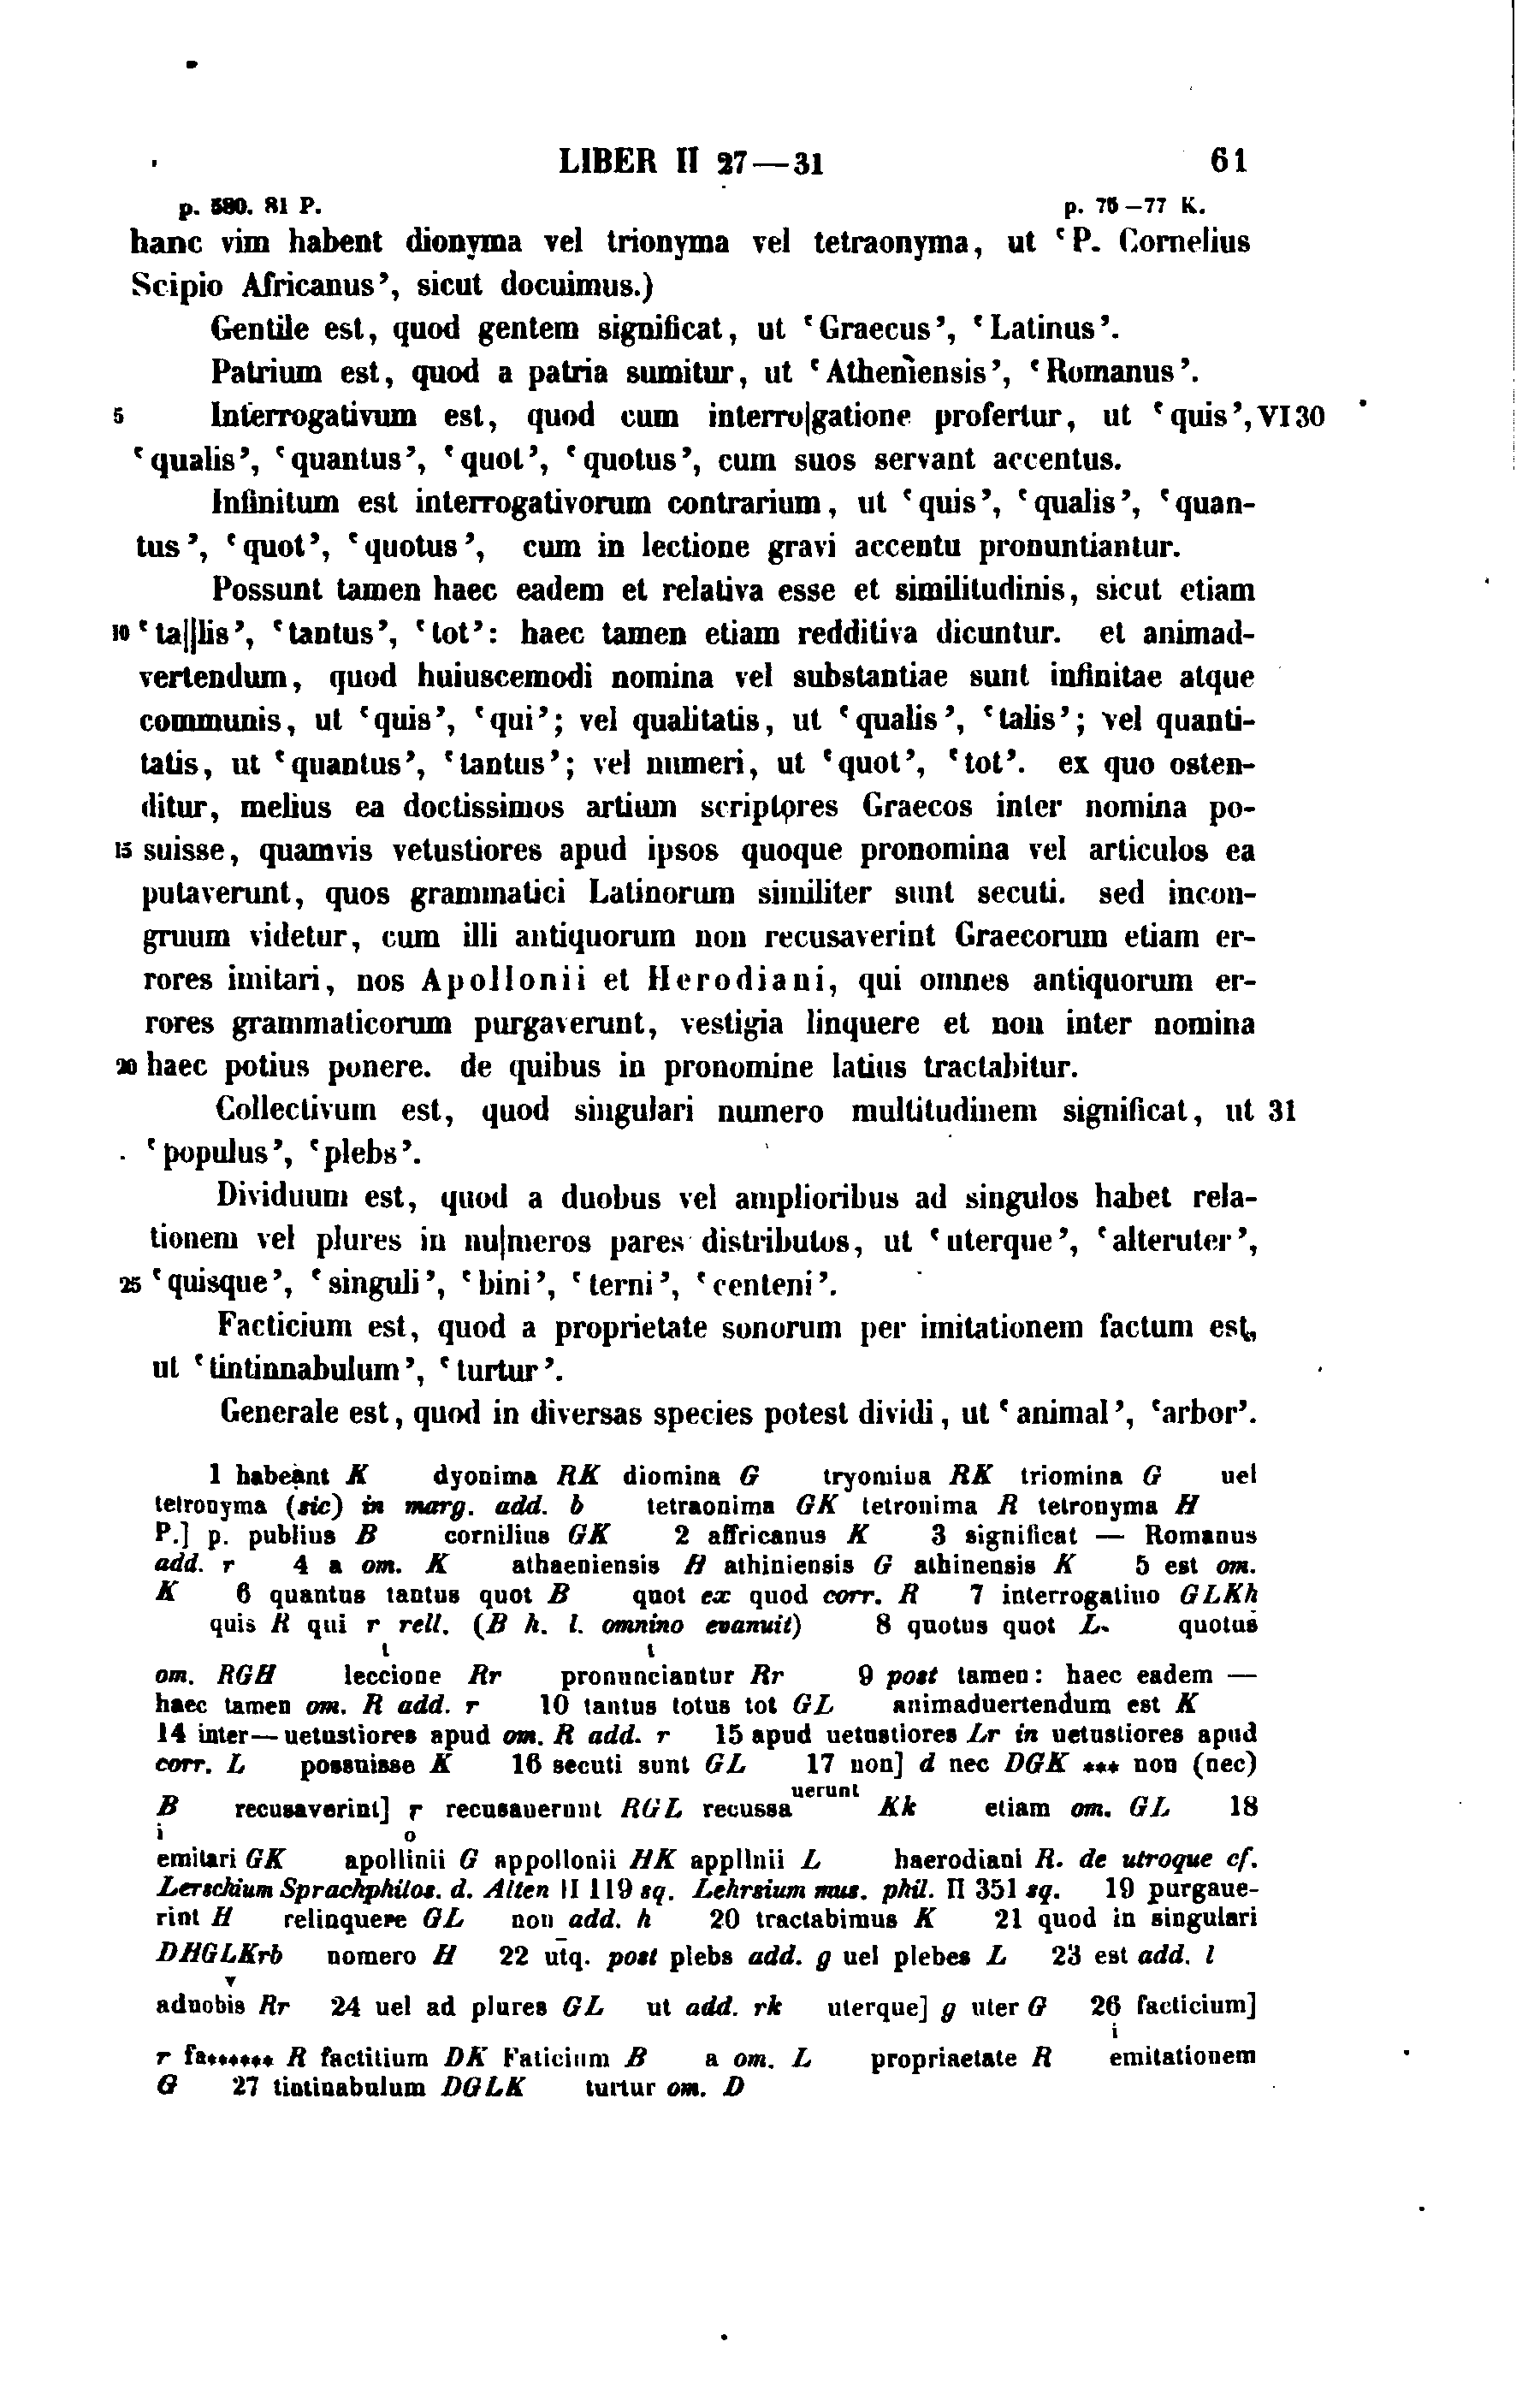 LIBER II 27—31 61
p. 580. 81 P. p. 76—77 K.
hanc vim habent dionyma vel trionyma vel tetraonyma, ut ‘P. Cornelius
Scipio Africanus’, sicut docuimus.)
Gentile est, quod gentem significat, ut ‘Graecus’, ‘Latinus’.
Patrium est, quod a patria sumitur, ut ‘Atheniensis’, ‘Romanus’.
5 Interrogativum est, quod cum interro|gatione profertur, ut ‘quis’, VI 30
‘qualis’, ‘quantus’, ‘quot’, ‘quotus’, cum suos servant accentus.
Infinitum est interrogativorum contrarium, ut ‘quis’, ‘qualis’, ‘quan-
tus’, ‘quot’, ‘quotus’, cum in lectione gravi accentu pronuntiantur.
Possunt tamen haec eadem et relativa esse et similitudinis, sicut etiam
10 ‘ta||lis’, ‘tantus’, ‘tot’: haec tamen etiam redditiva dicuntur. et animad-
vertendum, quod huiuscemodi nomina vel substantiae sunt infinitae atque
communis, ut ‘quis’, ‘qui’; vel qualitatis, ut ‘qualis’, ‘talis’; vel quanti-
tatis, ut ‘quantus’, ‘tantus’; vel numeri, ut ‘quot’, ‘tot’. ex quo osten-
ditur, melius ea doctissimos artium scriptores Graecos inter nomina po-
15 suisse, quamvis vetustiores apud ipsos quoque pronomina vel articulos ea
putaverunt, quos grammatici Latinorum similiter sunt secuti. sed incon-
gruum videtur, cum illi antiquorum non recusaverint Graecorum etiam er-
rores imitari, nos Apollonii et Herodiani, qui omnes antiquorum er-
rores grammaticorum purgaverunt, vestigia linquere et non inter nomina
20 haec potius ponere. de quibus in pronomine latius tractabitur.
Collectivum est, quod singulari numero multitudinem significat, ut 31
‘populus’, ‘plebs’.
Dividuum est, quod a duobus vel amplioribus ad singulos habet rela-
tionem vel plures in nu|meros pares distributos, ut ‘uterque’, ‘alteruter’,
25 ‘quisque’, ‘singuli’, ‘bini’, ‘terni’, ‘centeni’.
Facticium est, quod a proprietate sonorum per imitationem factum est,
ut ‘tintinnabulum’, ‘turtur’.
Generale est, quod in diversas species potest dividi, ut ‘animal’, ‘arbor’.
1 habeant K dyonima RK diomina G tryomina RK triomina G uel
tetronyma (sic) in marg. add. b tetraonima GK tetronima R tetronyma H
P.] p. publius B cornilius GK 2 affricanus K 3 significat — Romanus
add. r 4 a om. K athaeniensis H athiniensis G athinensis K 5 est om.
K 6 quantus tantus quot B quot ex quod corr. R 7 interrogatiuo GLKh
quis R qui r rell. (B h. l. omnino evanuit) 8 quotus quot L. quotus
t t
om. RGH leccione Rr pronunciantur Rr 9 post tamen: haec eadem —
haec tamen om. R add. r 10 tantus totus tot GL animaduertendum est K
14 inter—uetustiores apud om. R add. r 15 apud uetustiores Lr in uetustiores apud
corr. L possuisse K 16 secuti sunt GL 17 non] d nec DGK *** non (nec)
uerunt
B recusaverint] r recusauerunt RGL recussa Kk etiam om. GL 18
i o
emitari GK apollinii G appollonii HK appllnii L haerodiani R. de utroque cf.
Lerschium Sprachphilos. d. Alten II 119 sq. Lehrsium mus. phil. II 351 sq. 19 purgaue-
rint H relinquere GL non add. h 20 tractabimus K 21 quod in singulari
DHGLKrb nomero H 22 utq. post plebs add. g uel plebes L 23 est add. l
v
aduobis Rr 24 uel ad plures GL ut add. rk uterque] g uter G 26 facticium]
i
r fa******* R factitium DK Faticium B a om. L propriaetate R emitationem
G 27 tintinabulum DGLK turtur om. D